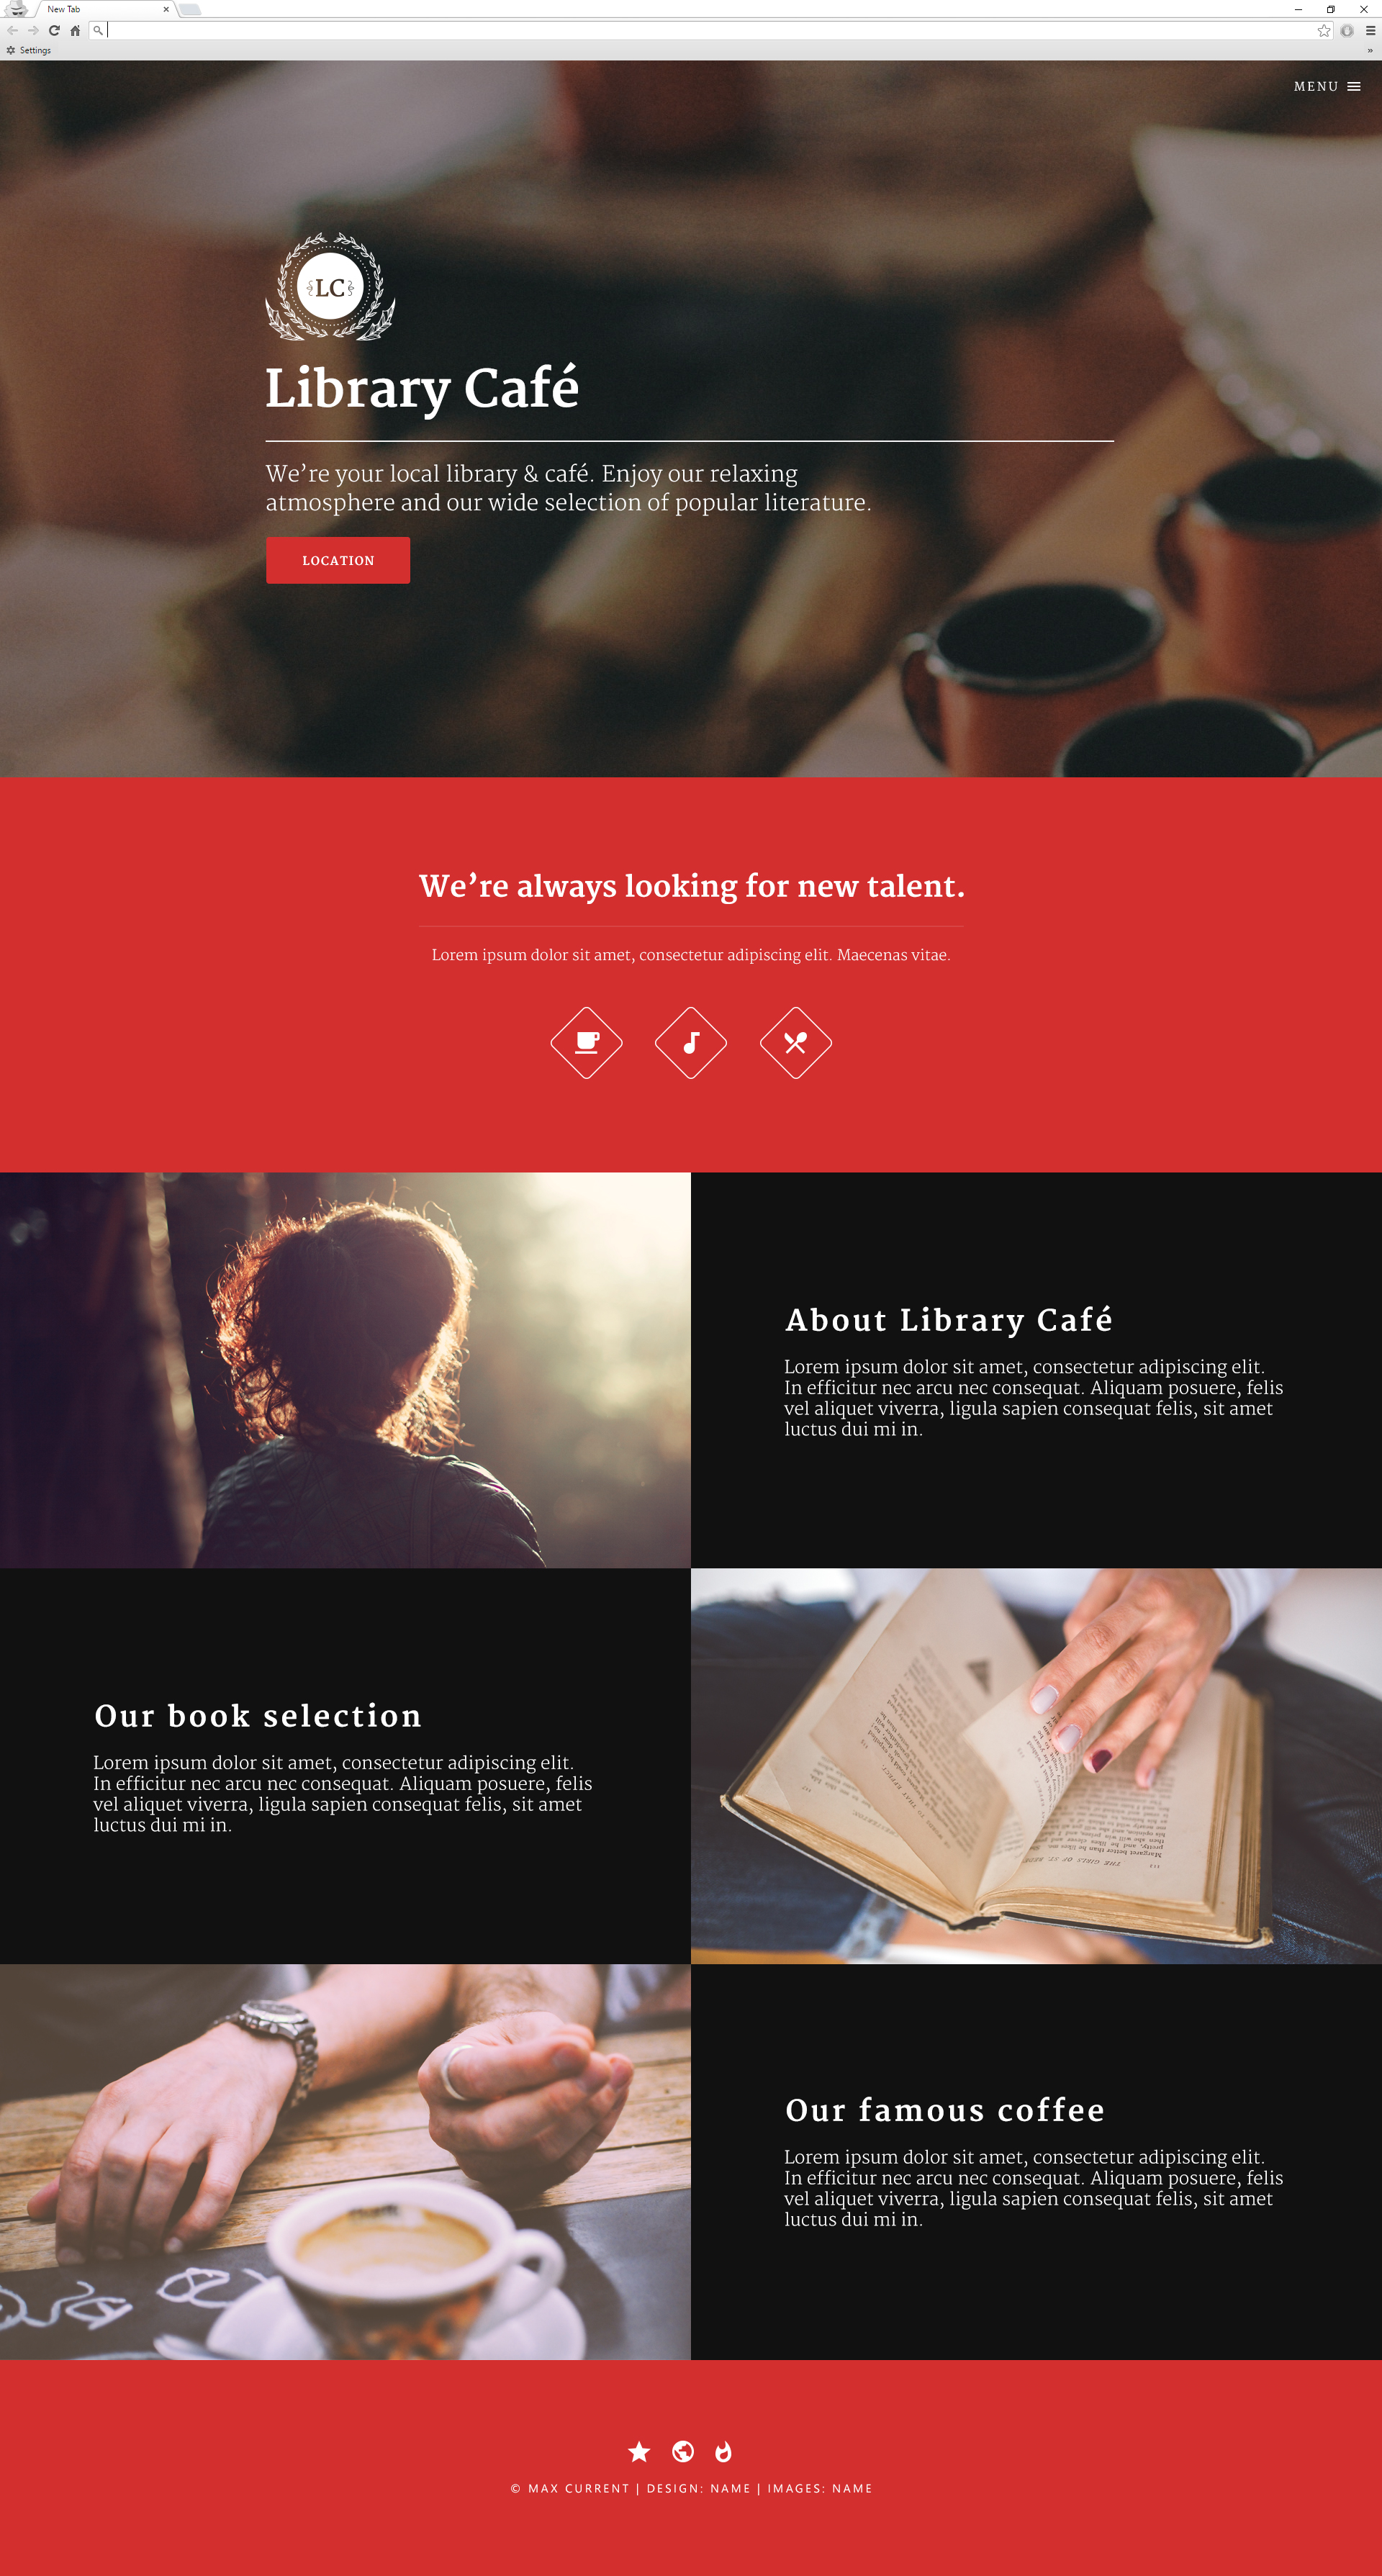 New Tab
Settings
MENU
LC
Library Café
We’re your local library & café. Enjoy our relaxing
atmosphere and our wide selection of popular literature.
LOCATION
We’re always looking for new talent.
Lorem ipsum dolor sit amet, consectetur adipiscing elit. Maecenas vitae.
About Library Café
Lorem ipsum dolor sit amet, consectetur adipiscing elit.
In efficitur nec arcu nec consequat. Aliquam posuere, felis
vel aliquet viverra, ligula sapien consequat felis, sit amet
luctus dui mi in.
Our book selection
Lorem ipsum dolor sit amet, consectetur adipiscing elit.
In efficitur nec arcu nec consequat. Aliquam posuere, felis
vel aliquet viverra, ligula sapien consequat felis, sit amet
luctus dui mi in.
Our famous coffee
Lorem ipsum dolor sit amet, consectetur adipiscing elit.
In efficitur nec arcu nec consequat. Aliquam posuere, felis
vel aliquet viverra, ligula sapien consequat felis, sit amet
luctus dui mi in.
© MAX CURRENT | DESIGN: NAME | IMAGES: NAME